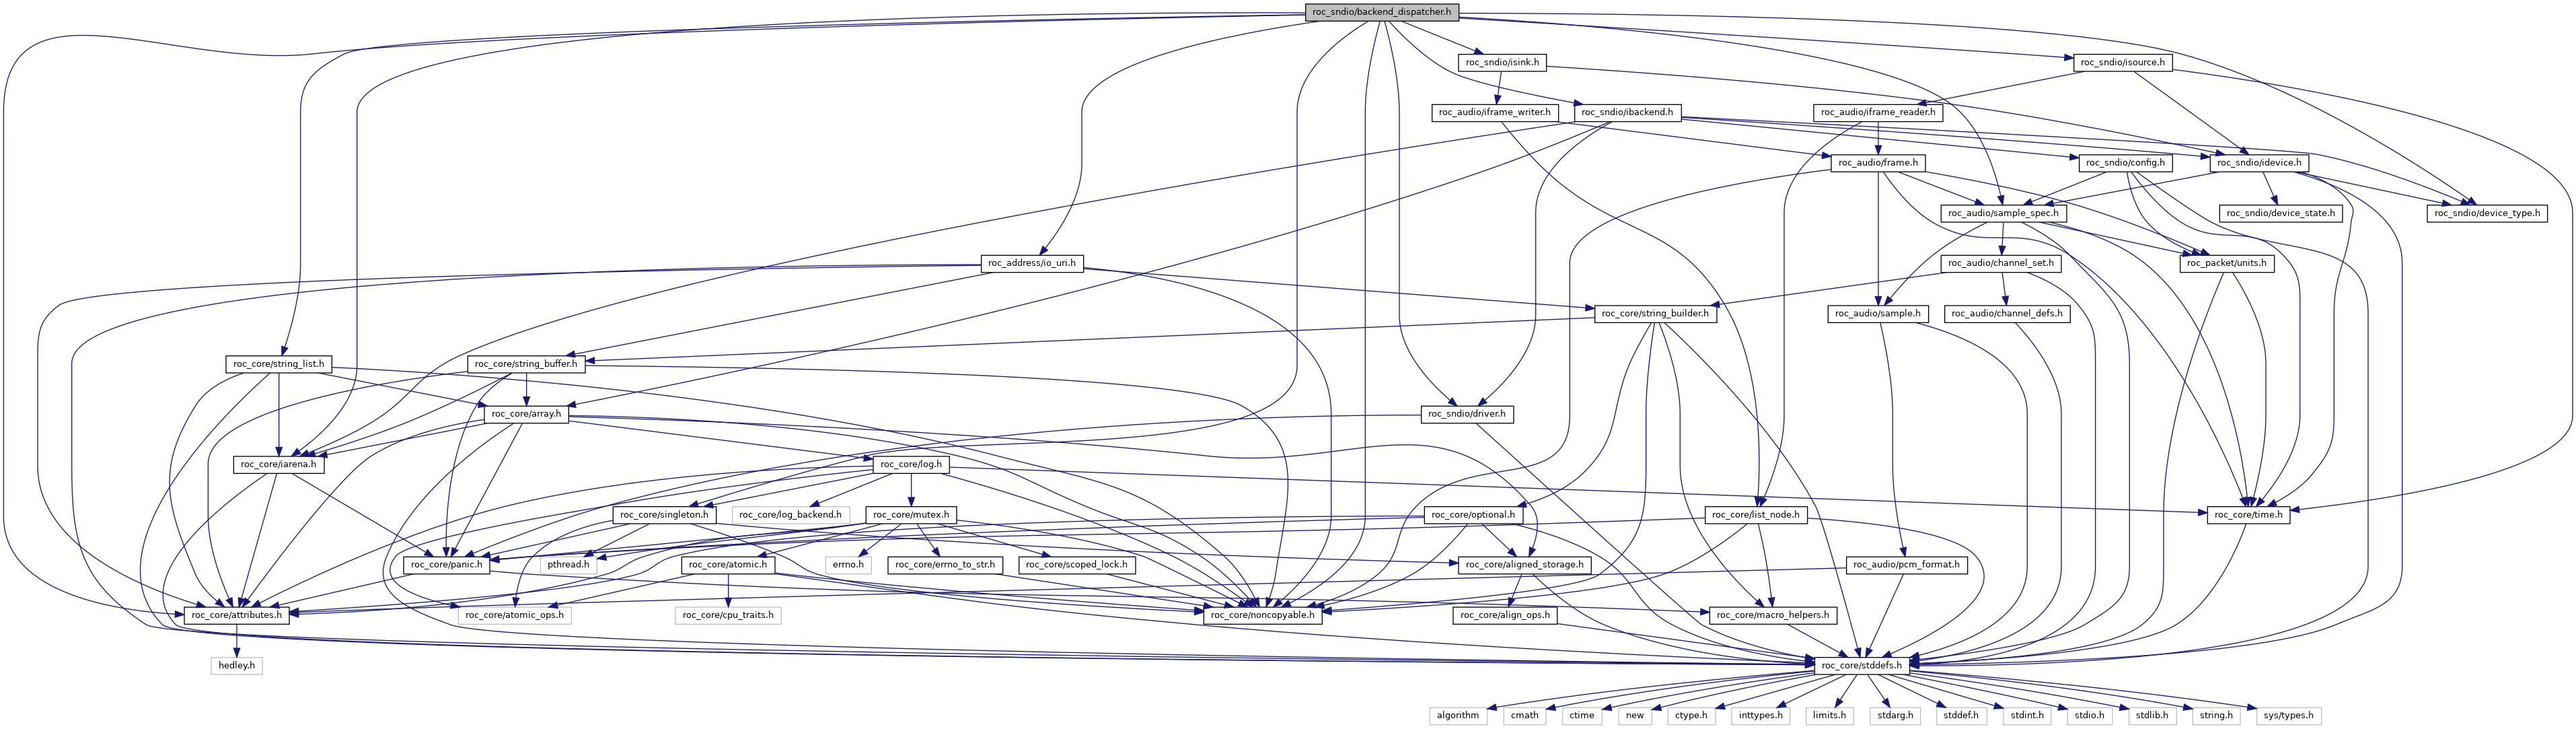 roc_sndio/backend_dispatcher.h
roc_sndio/isink.h
roc_sndio/isource.h
roc_audio/iframe_writer.h
roc_sndio/ibackend.h
roc_audio/iframe_reader.h
roc_audio/frame.h
roc_sndio/config.h
roc_sndio/idevice.h
roc_audio/sample_spec.h
roc_sndio/device_state.h
roc_sndio/device_type.h
roc_address/io_uri.h
roc_audio/channel_set.h
roc_packet/units.h
roc_core/string_builder.h
roc_audio/sample.h
roc_audio/channel_defs.h
roc_core/string_list.h
roc_core/string_buffer.h
roc_core/array.h
roc_sndio/driver.h
roc_core/iarena.h
roc_core/log.h
roc_core/singleton.h
roc_core/log_backend.h
roc_core/mutex.h
roc_core/optional.h
roc_core/list_node.h
roc_core/time.h
roc_core/panic.h
pthread.h
roc_core/atomic.h
errno.h
roc_core/errno_to_str.h
roc_core/scoped_lock.h
roc_core/aligned_storage.h
roc_audio/pcm_format.h
roc_core/attributes.h
roc_core/atomic_ops.h
roc_core/cpu_traits.h
roc_core/noncopyable.h
roc_core/align_ops.h
roc_core/macro_helpers.h
hedley.h
roc_core/stddefs.h
algorithm
cmath
ctime
new
ctype.h
inttypes.h
limits.h
stdarg.h
stddef.h
stdint.h
stdio.h
stdlib.h
string.h
sys/types.h